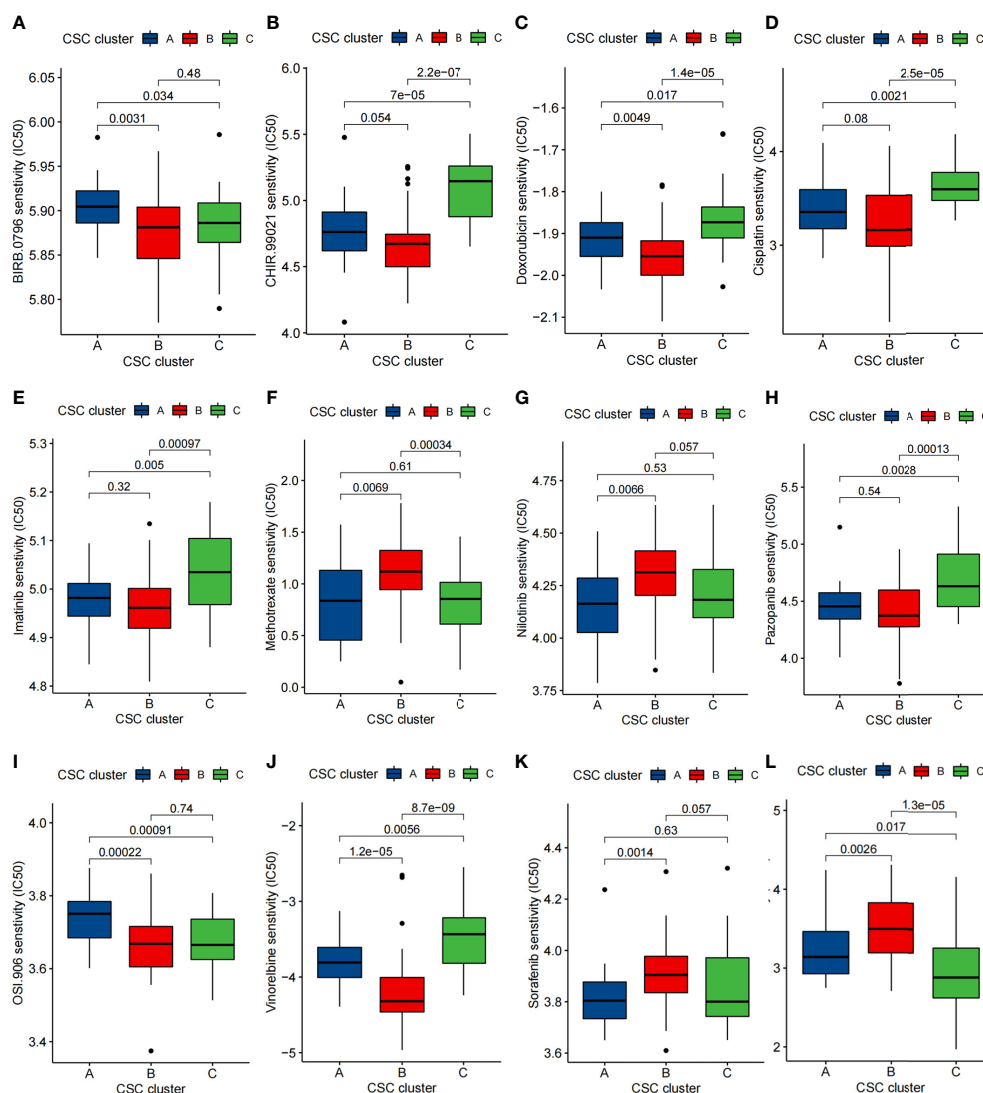 A
CSC cluster A B C
BIRB.0796 senstivity (IC50)
6.05
6.00
5.95
5.90
5.85
5.80
0.48
0.034
0.0031
A B C
CSC cluster
B
CSC cluster A B C
CHIR.99021 senstivity (IC50)
6.0
5.5
5.0
4.5
4.0
2.2e−07
7e−05
0.054
A B C
CSC cluster
C
CSC cluster A B C
Doxorubicin senstivity (IC50)
−1.6
−1.7
−1.8
−1.9
−2.0
−2.1
1.4e−05
0.017
0.0049
A B C
CSC cluster
D
CSC cluster A B C
Cisplatin senstivity (IC50)
4
3
2.5e−05
0.0021
0.08
A B C
CSC cluster
E
CSC cluster A B C
Imatinib senstivity (IC50)
5.3
5.2
5.1
5.0
4.9
4.8
0.00097
0.005
0.32
A B C
CSC cluster
F
CSC cluster A B C
Methotrexate senstivity (IC50)
2.0
1.5
1.0
0.5
0.0
0.00034
0.61
0.0069
A B C
CSC cluster
G
CSC cluster A B C
Nilotinib senstivity (IC50)
4.75
4.50
4.25
4.00
3.75
0.057
0.53
0.0066
A B C
CSC cluster
H
CSC cluster A B C
Pazopanib senstivity (IC50)
5.5
5.0
4.5
4.0
0.00013
0.0028
0.54
A B C
CSC cluster
I
CSC cluster A B C
OSI.906 senstivity (IC50)
4.0
3.8
3.6
3.4
0.74
0.00091
0.00022
A B C
CSC cluster
J
CSC cluster A B C
Vinorelbine senstivity (IC50)
−2
−3
−4
−5
8.7e−09
0.0056
1.2e−05
A B C
CSC cluster
K
CSC cluster A B C
Sorafenib senstivity (IC50)
4.4
4.2
4.0
3.8
3.6
0.057
0.63
0.0014
A B C
CSC cluster
L
CSC cluster A B C
5
4
3
2
1.3e−05
0.017
0.0026
A B C
CSC cluster